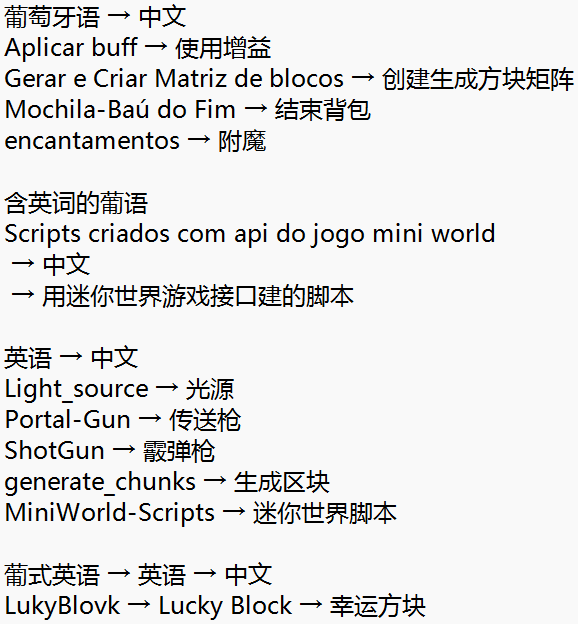 葡萄牙语 → 中文
Aplicar buff → 使用增益
Gerar e Criar Matriz de blocos → 创建生成方块矩阵
Mochila-Baú do Fim → 结束背包
encantamentos → 附魔
含英词的葡语
Scripts criados com api do jogo mini world
→ 中文
→ 用迷你世界游戏接口建的脚本
英语 → 中文
Light_source → 光源
Portal-Gun → 传送枪
ShotGun → 霰弹枪
generate_chunks → 生成区块
MiniWorld-Scripts → 迷你世界脚本
葡式英语 → 英语 → 中文
LukyBlovk → Lucky Block → 幸运方块